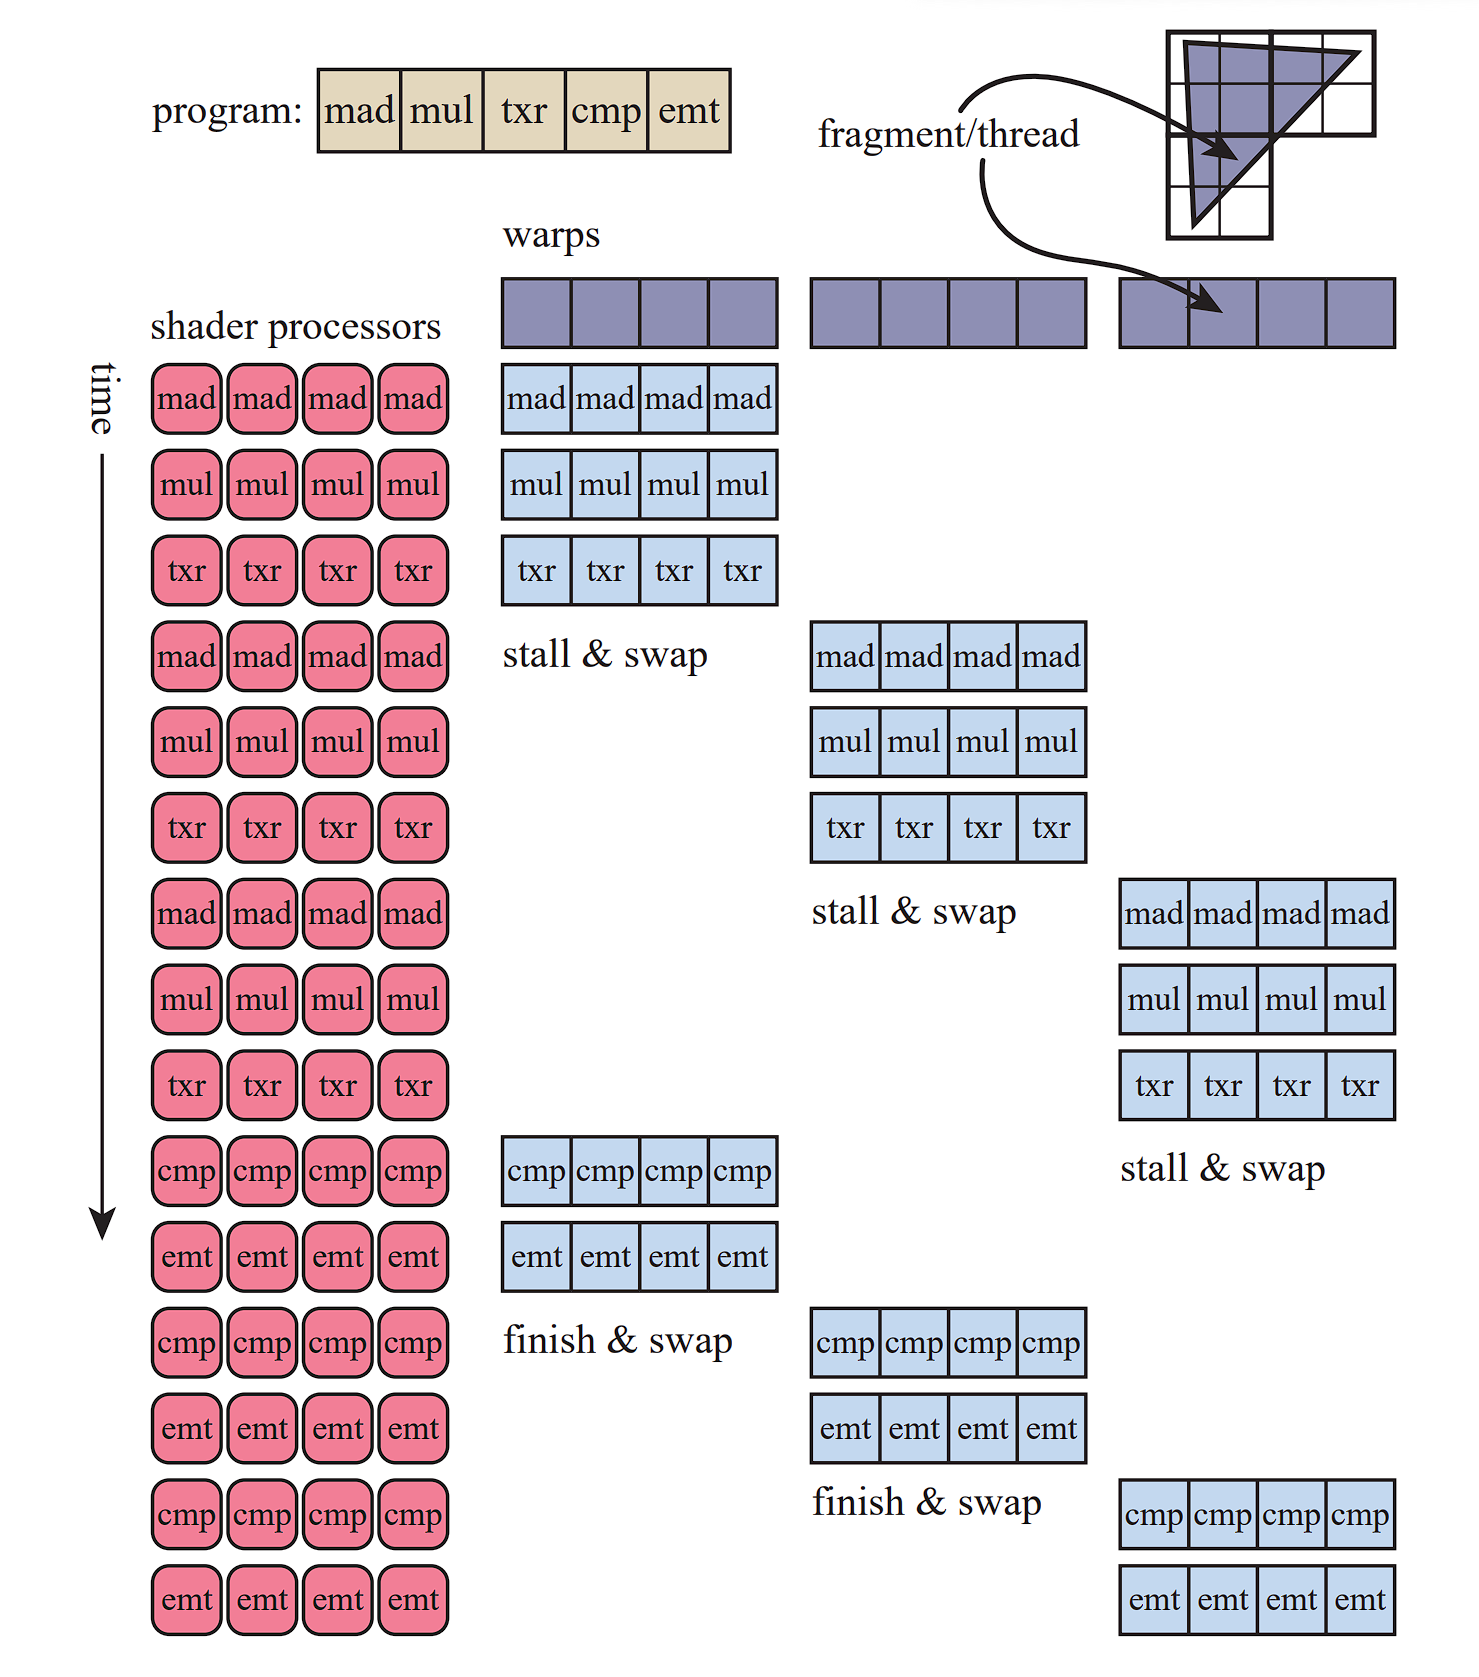 program: mad mul txr cmp emt
fragment/thread
warps
shader processors
time
mad mad mad mad mad mad mad mad
mul mul mul mul mul mul mul mul
txr txr txr txr txr txr txr txr
mad mad mad mad stall & swap mad mad mad mad
mul mul mul mul mul mul mul mul
txr txr txr txr txr txr txr txr
mad mad mad mad stall & swap mad mad mad mad
mul mul mul mul mul mul mul mul
txr txr txr txr txr txr txr txr
cmp cmp cmp cmp cmp cmp cmp cmp stall & swap
emt emt emt emt emt emt emt emt
cmp cmp cmp cmp finish & swap cmp cmp cmp cmp
emt emt emt emt emt emt emt emt
cmp cmp cmp cmp finish & swap cmp cmp cmp cmp
emt emt emt emt emt emt emt emt